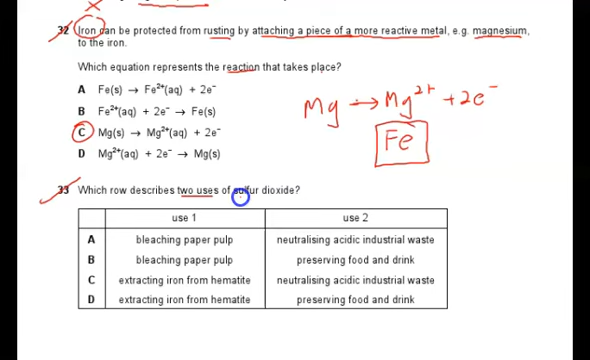 32 Iron can be protected from rusting by attaching a piece of a more reactive metal, e.g. magnesium,
to the iron.
Which equation represents the reaction that takes place?
A Fe(s) → Fe²⁺(aq) + 2e⁻
B Fe²⁺(aq) + 2e⁻ → Fe(s)
C Mg(s) → Mg²⁺(aq) + 2e⁻
D Mg²⁺(aq) + 2e⁻ → Mg(s)
Mg → Mg²⁺ + 2e⁻
Fe
33 Which row describes two uses of sulfur dioxide?
use 1 use 2
A bleaching paper pulp neutralising acidic industrial waste
B bleaching paper pulp preserving food and drink
C extracting iron from hematite neutralising acidic industrial waste
D extracting iron from hematite preserving food and drink